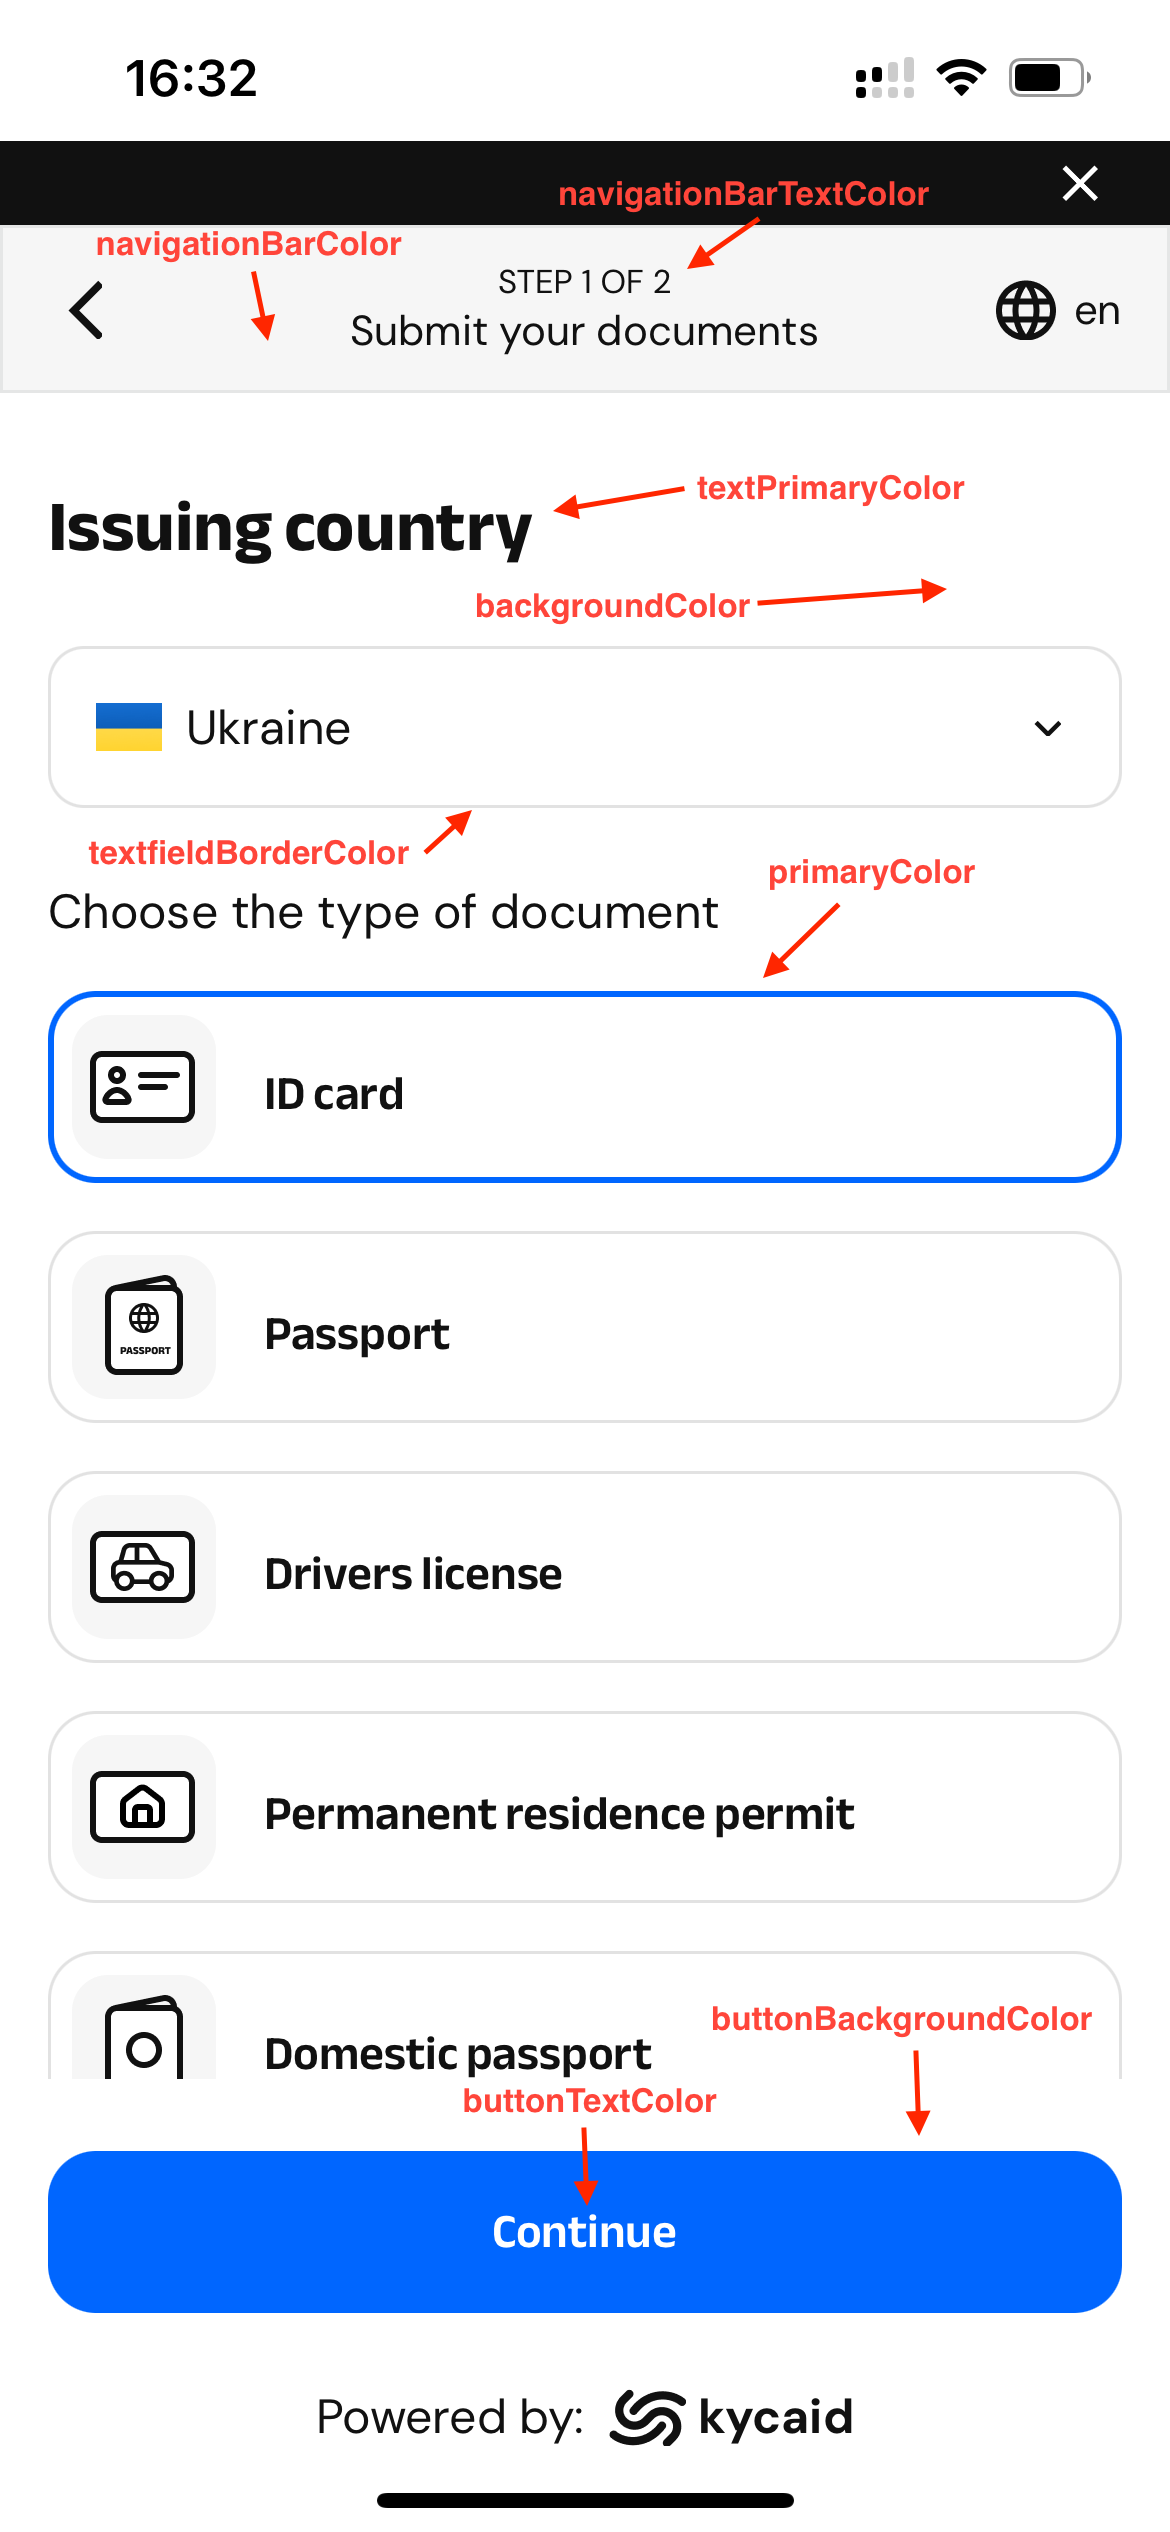 16:32
navigationBarTextColor
navigationBarColor
STEP 1 OF 2
Submit your documents
en
textPrimaryColor
Issuing country
backgroundColor
Ukraine
textfieldBorderColor
primaryColor
Choose the type of document
ID card
PASSPORT
Passport
Drivers license
Permanent residence permit
buttonBackgroundColor
Domestic passport
buttonTextColor
Continue
Powered by: kycaid